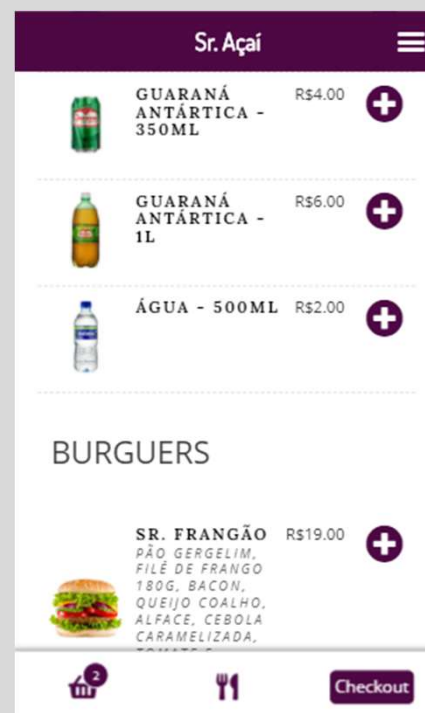 Sr. Açaí
GUARANÁ
ANTÁRTICA -
350ML
R$4.00
GUARANÁ
ANTÁRTICA -
1L
R$6.00
ÁGUA - 500ML
R$2.00
BURGUERS
SR. FRANGÃO
R$19.00
PÃO GERGELIM,
FILÉ DE FRANGO
180G, BACON,
QUEIJO COALHO,
ALFACE, CEBOLA
CARAMELIZADA,
2
Checkout